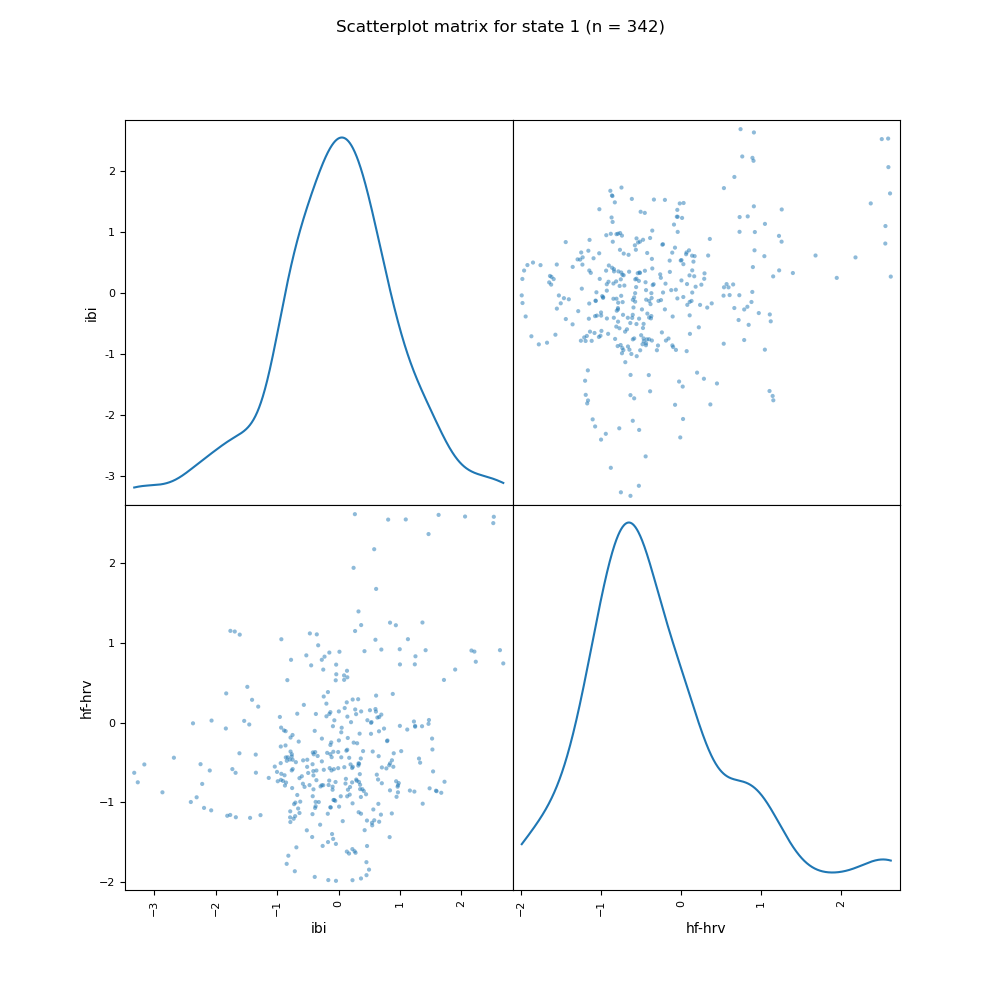 Scatterplot matrix for state 1 (n = 342)
ibi
2
1
0
-1
-2
-3
hf-hrv
2
1
0
−1
−2
−3 −2 −1 0 1 2
−2 −1 0 1 2
ibi hf-hrv